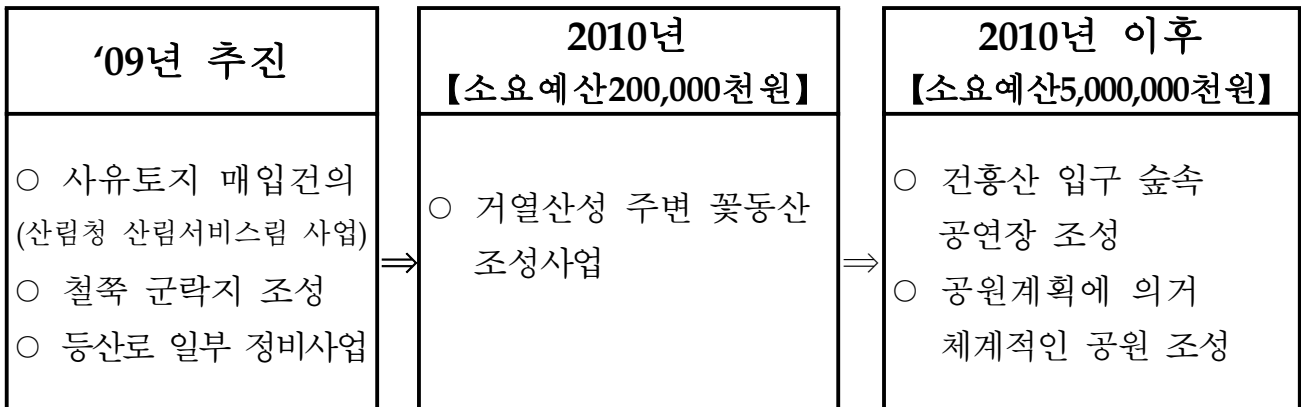 ‘09년 추진
○ 사유토지 매입건의
(산림청 산림서비스림 사업)
○ 철쭉 군락지 조성
○ 등산로 일부 정비사업
⇒
2010년
【소요예산200,000천원】
○ 거열산성 주변 꽃동산
조성사업
⇒
2010년 이후
【소요예산5,000,000천원】
○ 건흥산 입구 숲속
공연장 조성
○ 공원계획에 의거
체계적인 공원 조성